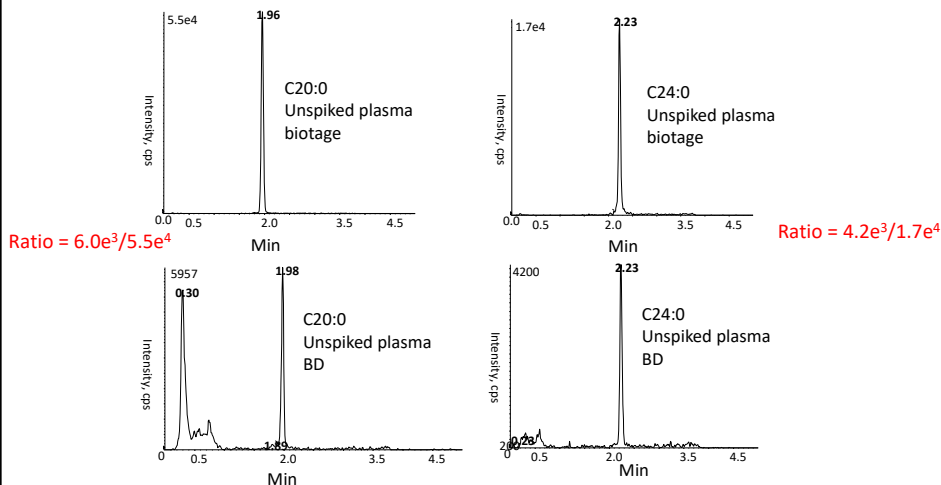 5.5e4
1.96
C20:0
Unspiked plasma
biotage
Intensity, cps
0.0 0.5 2.0 3.5 4.5
Min
1.7e4
2.23
C24:0
Unspiked plasma
biotage
Intensity, cps
0.0 0.5 2.0 3.5 4.5
Min
Ratio = 6.0e³/5.5e⁴
Ratio = 4.2e³/1.7e⁴
5957
1.98
0.30
C20:0
Unspiked plasma
BD
Intensity, cps
0 0.5 2.0 3.5 4.5
Min
4200
2.23
C24:0
Unspiked plasma
BD
Intensity, cps
0.28
0 0.5 2.0 3.5 4.5
Min